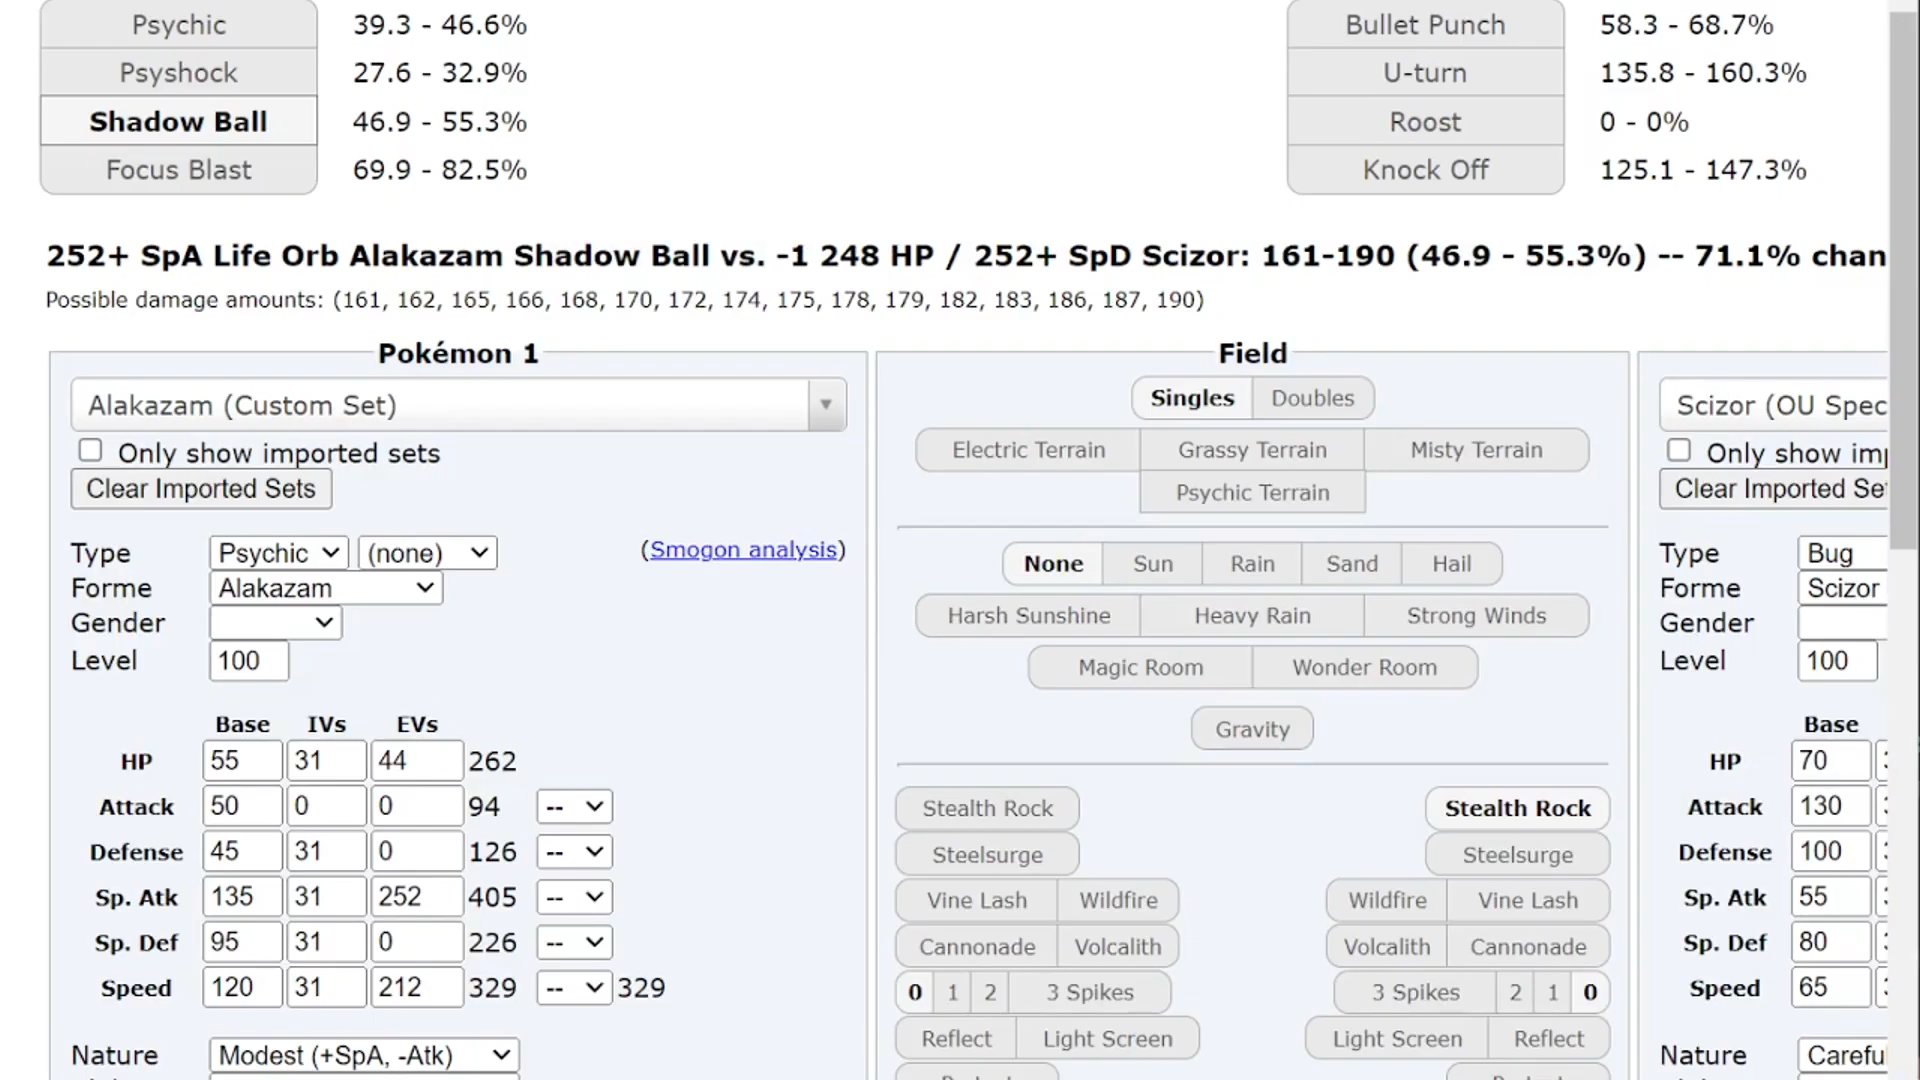 Psychic 39.3 - 46.6% Bullet Punch 58.3 - 68.7%
Psyshock 27.6 - 32.9% U-turn 135.8 - 160.3%
Shadow Ball 46.9 - 55.3% Roost 0 - 0%
Focus Blast 69.9 - 82.5% Knock Off 125.1 - 147.3%
252+ SpA Life Orb Alakazam Shadow Ball vs. -1 248 HP / 252+ SpD Scizor: 161-190 (46.9 - 55.3%) -- 71.1% chan
Possible damage amounts: (161, 162, 165, 166, 168, 170, 172, 174, 175, 178, 179, 182, 183, 186, 187, 190)
Pokémon 1
Alakazam (Custom Set)
Only show imported sets
Clear Imported Sets
Type Psychic (none) (Smogon analysis)
Forme Alakazam
Gender
Level 100
Base IVs EVs
HP 55 31 44 262
Attack 50 0 0 94 --
Defense 45 31 0 126 --
Sp. Atk 135 31 252 405 --
Sp. Def 95 31 0 226 --
Speed 120 31 212 329 -- 329
Nature Modest (+SpA, -Atk)
Field
Singles Doubles
Electric Terrain Grassy Terrain Misty Terrain
Psychic Terrain
None Sun Rain Sand Hail
Harsh Sunshine Heavy Rain Strong Winds
Magic Room Wonder Room
Gravity
Stealth Rock Stealth Rock
Steelsurge Steelsurge
Vine Lash Wildfire Wildfire Vine Lash
Cannonade Volcalith Volcalith Cannonade
0 1 2 3 Spikes 3 Spikes 2 1 0
Reflect Light Screen Light Screen Reflect
Scizor (OU Spec
Only show imp
Clear Imported Set
Type Bug
Forme Scizor
Gender
Level 100
Base
HP 70
Attack 130
Defense 100
Sp. Atk 55
Sp. Def 80
Speed 65
Nature Careful